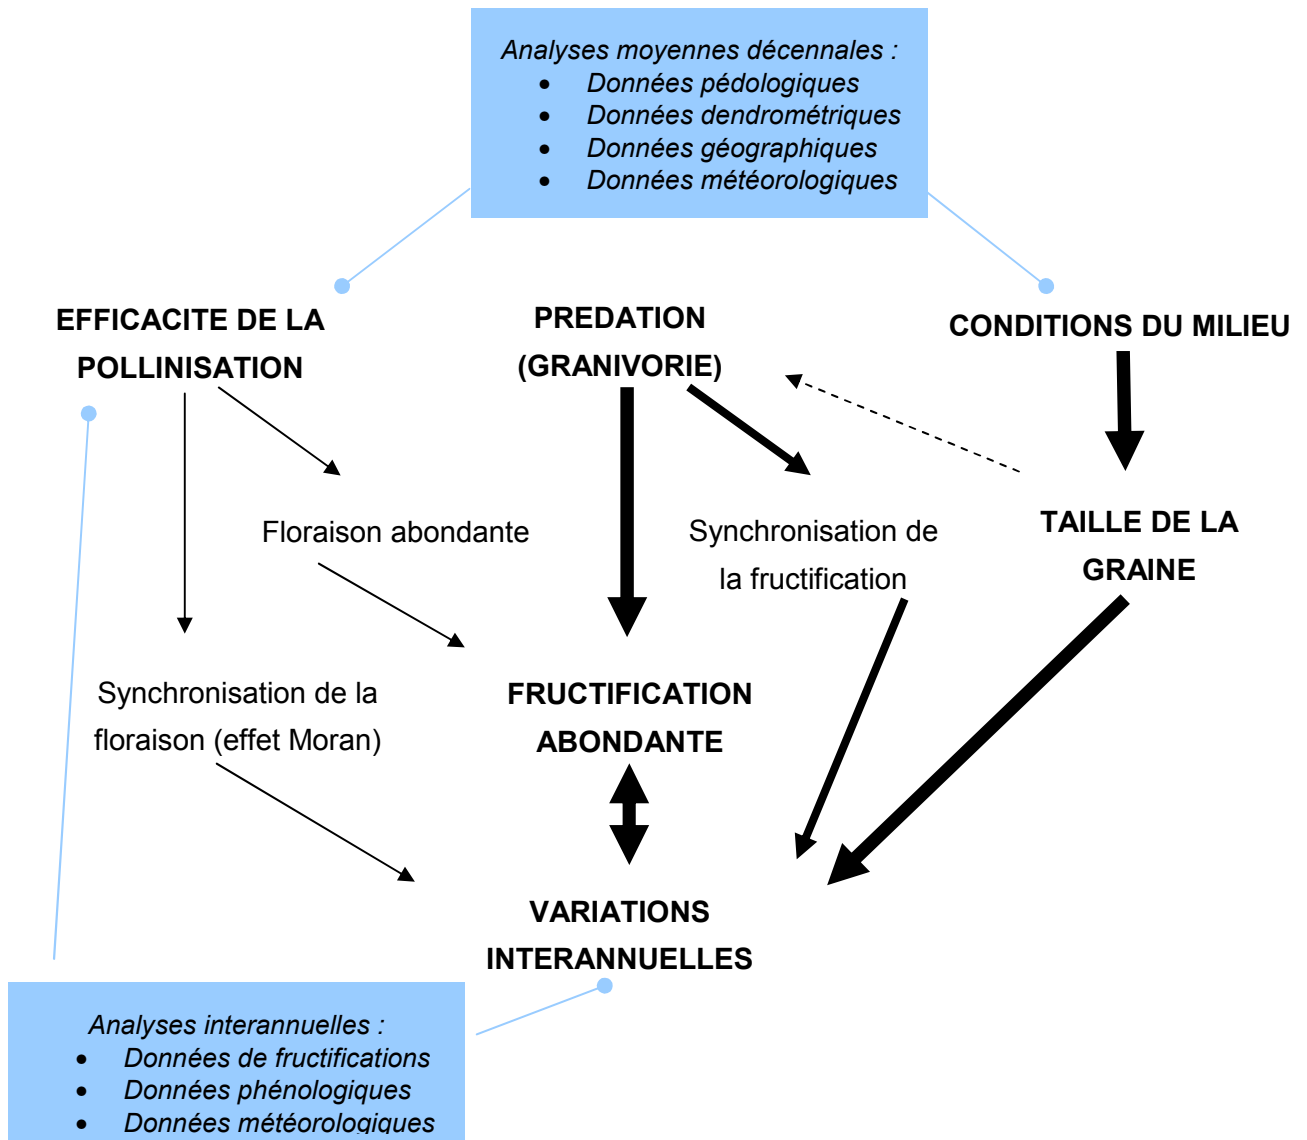 Analyses moyennes décennales :
• Données pédologiques
• Données dendrométriques
• Données géographiques
• Données météorologiques
EFFICACITE DE LA
POLLINISATION
PREDATION
(GRANIVORIE)
CONDITIONS DU MILIEU
Floraison abondante
Synchronisation de
la fructification
TAILLE DE LA
GRAINE
Synchronisation de la
floraison (effet Moran)
FRUCTIFICATION
ABONDANTE
VARIATIONS
INTERANNUELLES
Analyses interannuelles :
• Données de fructifications
• Données phénologiques
• Données météorologiques